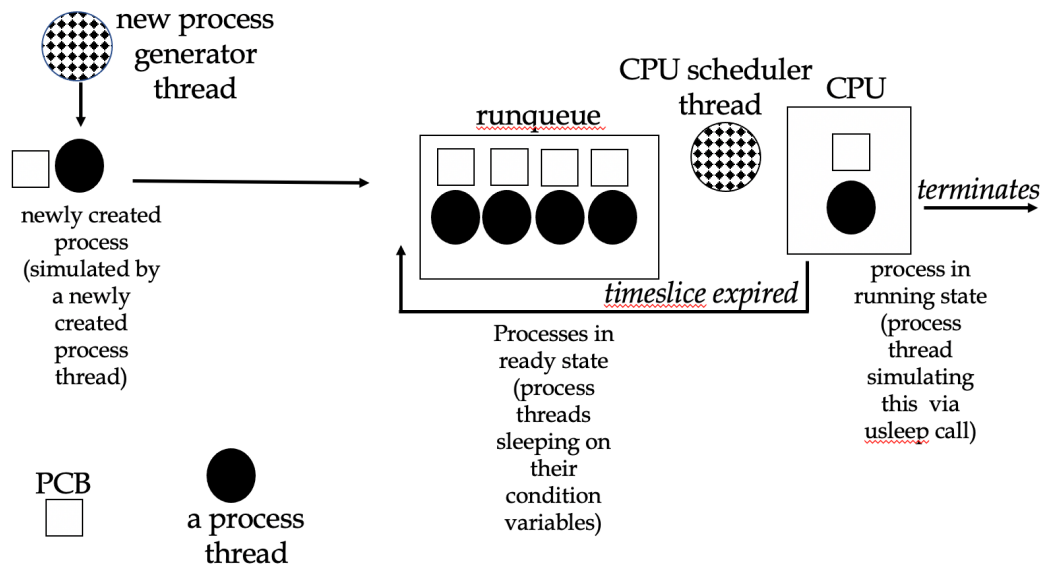 new process
generator
thread
CPU scheduler
thread
CPU
runqueue
terminates
newly created
process
(simulated by
a newly
created
process
thread)
timeslice expired
process in
running state
(process
thread
simulating
this via
usleep call)
Processes in
ready state
(process
threads
sleeping on
their
condition
variables)
PCB
a process
thread